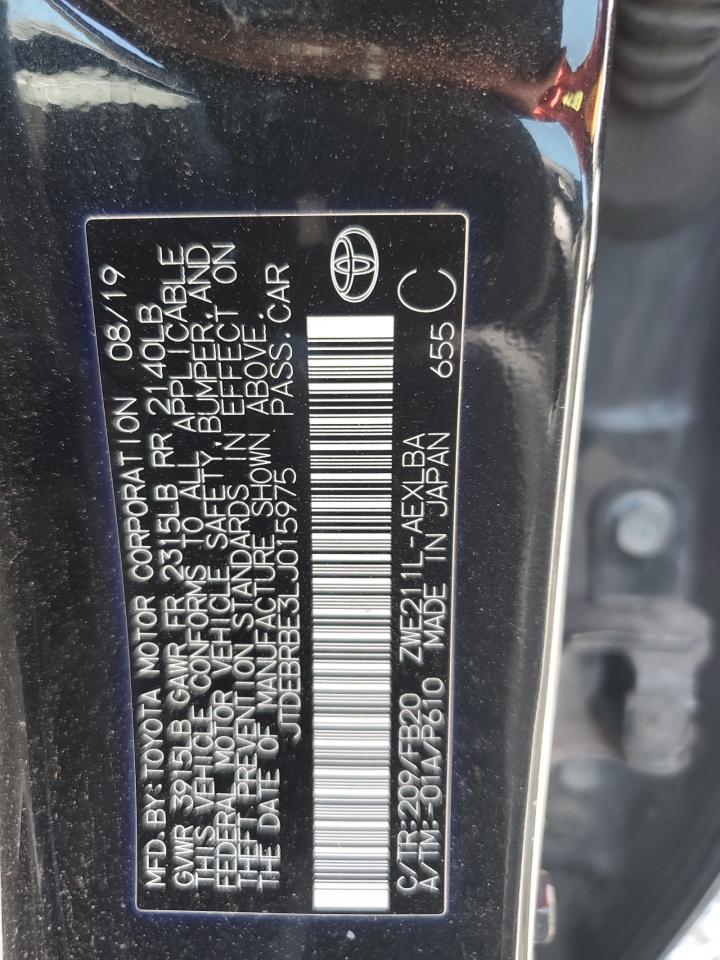 MFD. BY: TOYOTA MOTOR CORPORATION 08/19
GVWR 3915LB GAWR FR 2315LB RR 2140LB
THIS VEHICLE CONFORMS TO ALL APPLICABLE
FEDERAL MOTOR VEHICLE SAFETY, BUMPER, AND
THEFT PREVENTION STANDARDS IN EFFECT ON
THE DATE OF MANUFACTURE SHOWN ABOVE.
JTDEBRBE3LJ015975 PASS. CAR
C/TR: 209/FB20 ZWE211L-AEXLBA
A/TM: -01A/P610 MADE IN JAPAN 655 C